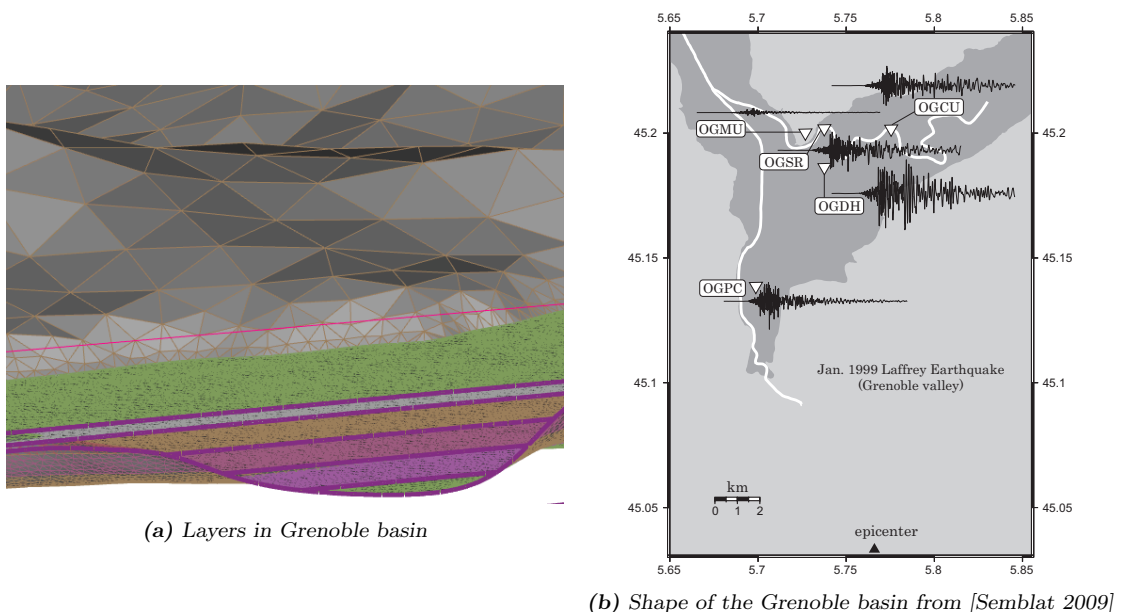 5.65 5.7 5.75 5.8 5.85
OGCU
45.2 45.2
OGMU
OGSR
OGDH
45.15 45.15
OGPC
Jan. 1999 Laffrey Earthquake
(Grenoble valley)
45.1 45.1
km
0 1 2
45.05 45.05
epicenter
5.65 5.7 5.75 5.8 5.85
(a) Layers in Grenoble basin
(b) Shape of the Grenoble basin from [Semblat 2009]